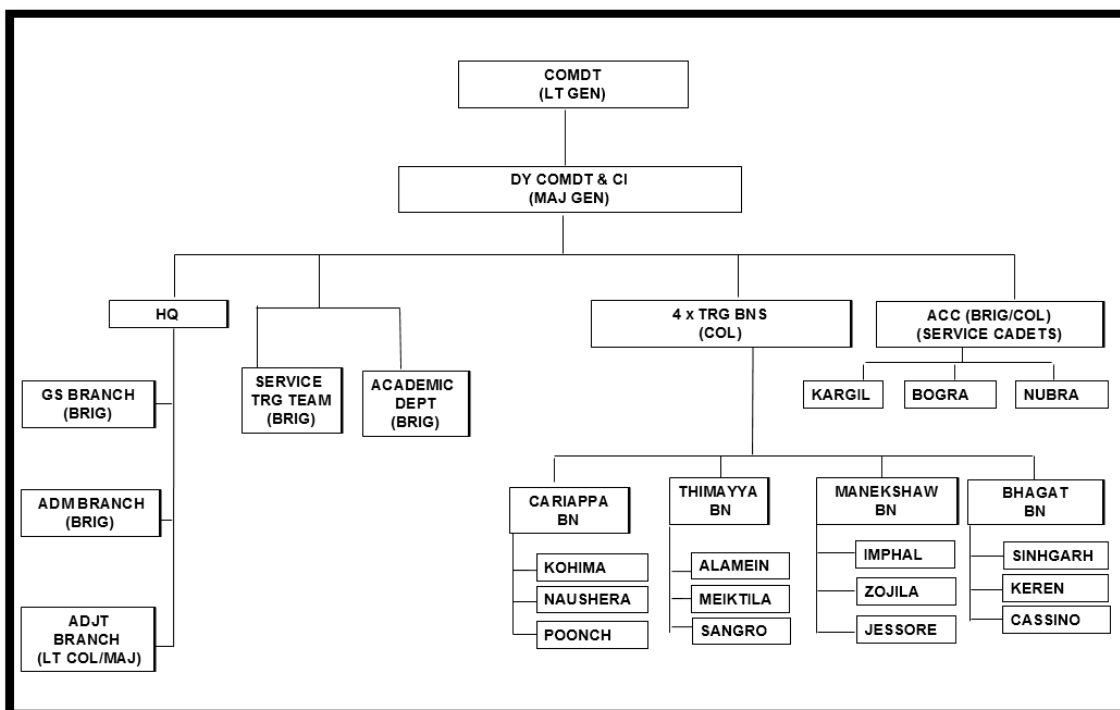 COMDT
(LT GEN)
DY COMDT & CI
(MAJ GEN)
HQ
4 x TRG BNS
(COL)
ACC (BRIG/COL)
(SERVICE CADETS)
GS BRANCH
(BRIG)
SERVICE
TRG TEAM
(BRIG)
ACADEMIC
DEPT
(BRIG)
KARGIL
BOGRA
NUBRA
ADM BRANCH
(BRIG)
CARIAPPA
BN
THIMAYYA
BN
MANEKSHAW
BN
BHAGAT
BN
KOHIMA
NAUSHERA
POONCH
ALAMEIN
MEIKTILA
SANGRO
IMPHAL
ZOJILA
JESSORE
SINHGARH
KEREN
CASSINO
ADJT
BRANCH
(LT COL/MAJ)